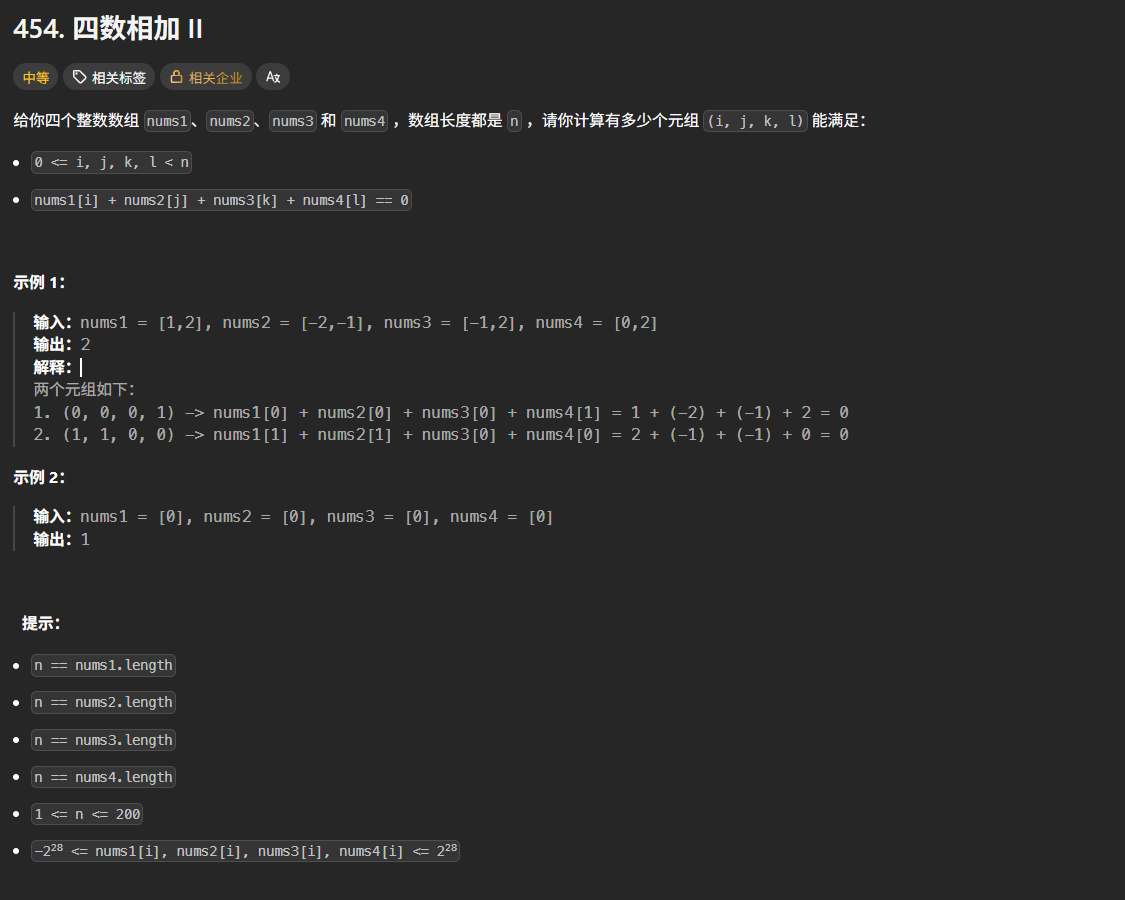 454. 四数相加 II
中等 相关标签 相关企业 Ax
给你四个整数数组 nums1、nums2、nums3 和 nums4 ，数组长度都是 n ，请你计算有多少个元组 (i, j, k, l) 能满足：
0 <= i, j, k, l < n
nums1[i] + nums2[j] + nums3[k] + nums4[l] == 0
示例 1：
输入：nums1 = [1,2], nums2 = [-2,-1], nums3 = [-1,2], nums4 = [0,2]
输出：2
解释：
两个元组如下：
1. (0, 0, 0, 1) -> nums1[0] + nums2[0] + nums3[0] + nums4[1] = 1 + (-2) + (-1) + 2 = 0
2. (1, 1, 0, 0) -> nums1[1] + nums2[1] + nums3[0] + nums4[0] = 2 + (-1) + (-1) + 0 = 0
示例 2：
输入：nums1 = [0], nums2 = [0], nums3 = [0], nums4 = [0]
输出：1
提示：
n == nums1.length
n == nums2.length
n == nums3.length
n == nums4.length
1 <= n <= 200
-2²⁸ <= nums1[i], nums2[i], nums3[i], nums4[i] <= 2²⁸